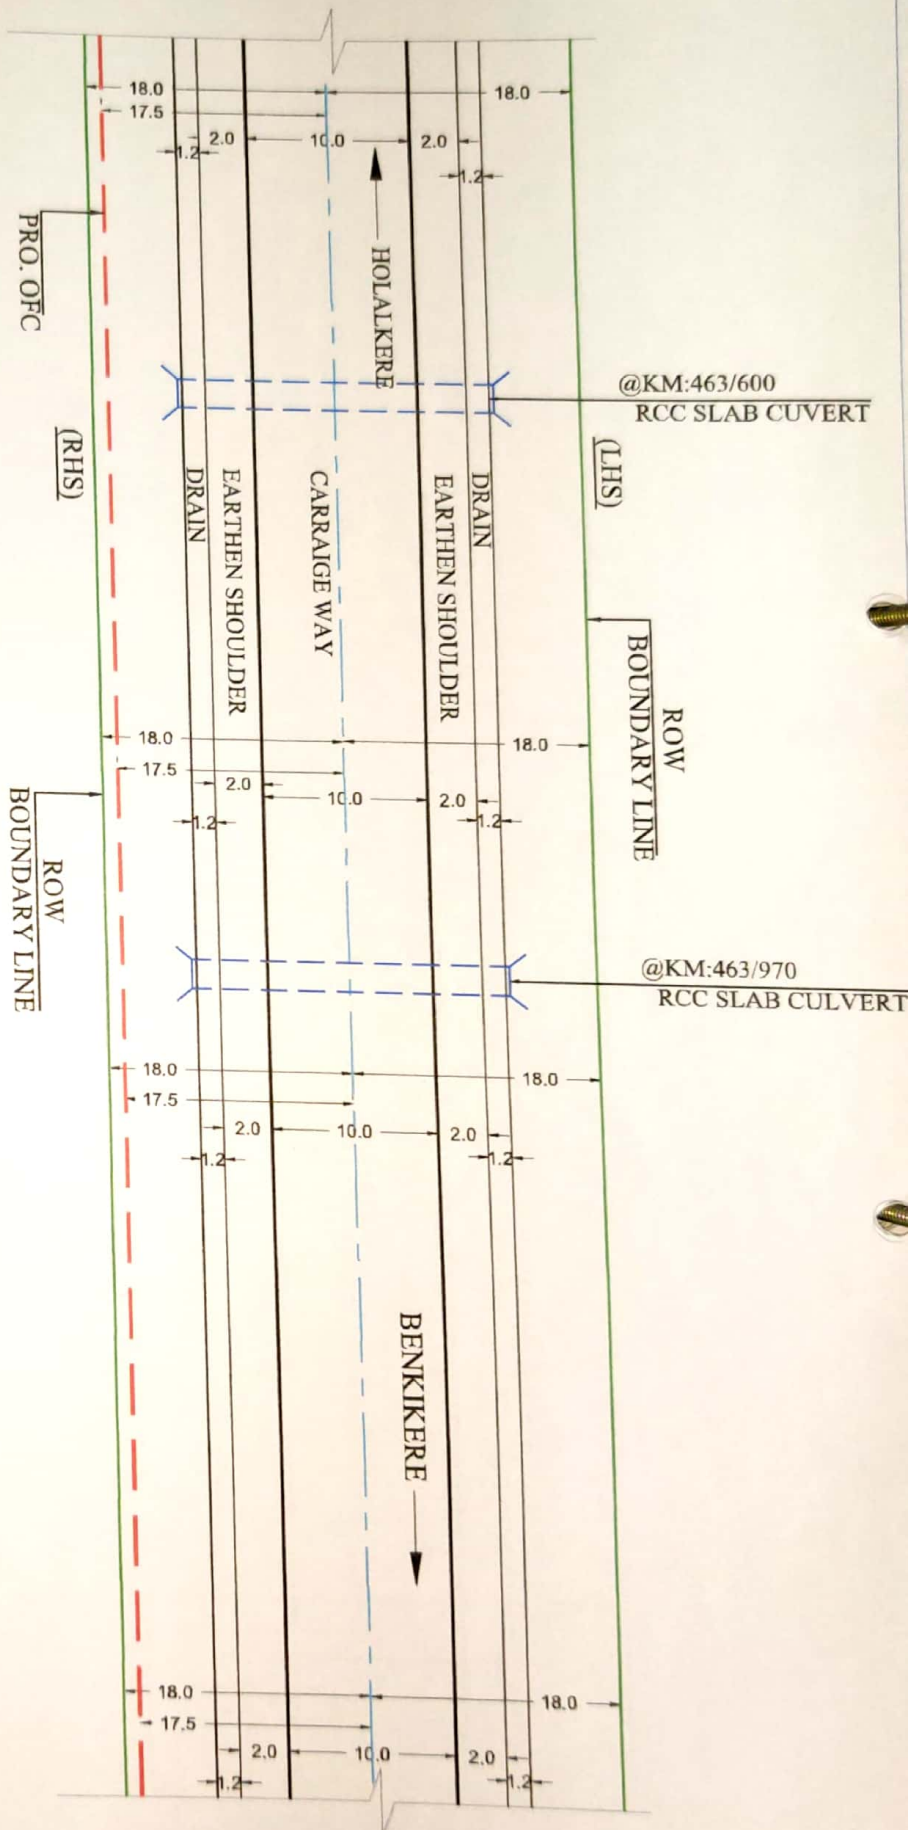 18.0
18.0
17.5
2.0
10.0
2.0
1.2
1.2
PRO. OFC
HOLALKERE
@KM:463/600
RCC SLAB CUVERT
(RHS)
(LHS)
DRAIN
EARTHEN SHOULDER
CARRAIGE WAY
EARTHEN SHOULDER
DRAIN
ROW
BOUNDARY LINE
18.0
18.0
17.5
2.0
10.0
2.0
1.2
1.2
ROW
BOUNDARY LINE
@KM:463/970
RCC SLAB CULVERT
18.0
18.0
17.5
2.0
10.0
2.0
1.2
1.2
BENKIKERE
18.0
18.0
17.5
2.0
10.0
2.0
1.2
1.2